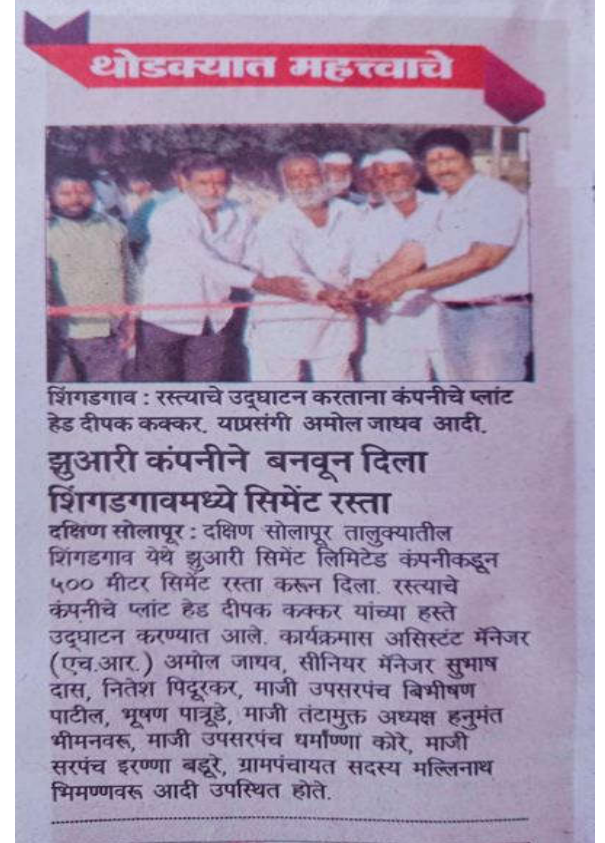 थोडक्यात महत्त्वाचे
शिंगडगाव : रस्त्याचे उद्घाटन करताना कंपनीचे प्लांट
हेड दीपक कक्कर. याप्रसंगी अमोल जाधव आदी.
झुआरी कंपनीने बनवून दिला
शिंगडगावमध्ये सिमेंट रस्ता
दक्षिण सोलापूर : दक्षिण सोलापूर तालुक्यातील
शिंगडगाव येथे झुआरी सिमेंट लिमिटेड कंपनीकडून
५०० मीटर सिमेंट रस्ता करून दिला. रस्त्याचे
कंपनीचे प्लांट हेड दीपक कक्कर यांच्या हस्ते
उद्घाटन करण्यात आले. कार्यक्रमास असिस्टंट मॅनेजर
(एच.आर.) अमोल जाधव, सीनियर मॅनेजर सुभाष
दास, नितेश पिदूरकर, माजी उपसरपंच बिभीषण
पाटील, भूषण पात्रूडे, माजी तंटामुक्त अध्यक्ष हनुमंत
भीमनवरू, माजी उपसरपंच धर्माण्णा कोरे, माजी
सरपंच इरण्णा बडूरे, ग्रामपंचायत सदस्य मल्लिनाथ
भिमण्णवरू आदी उपस्थित होते.